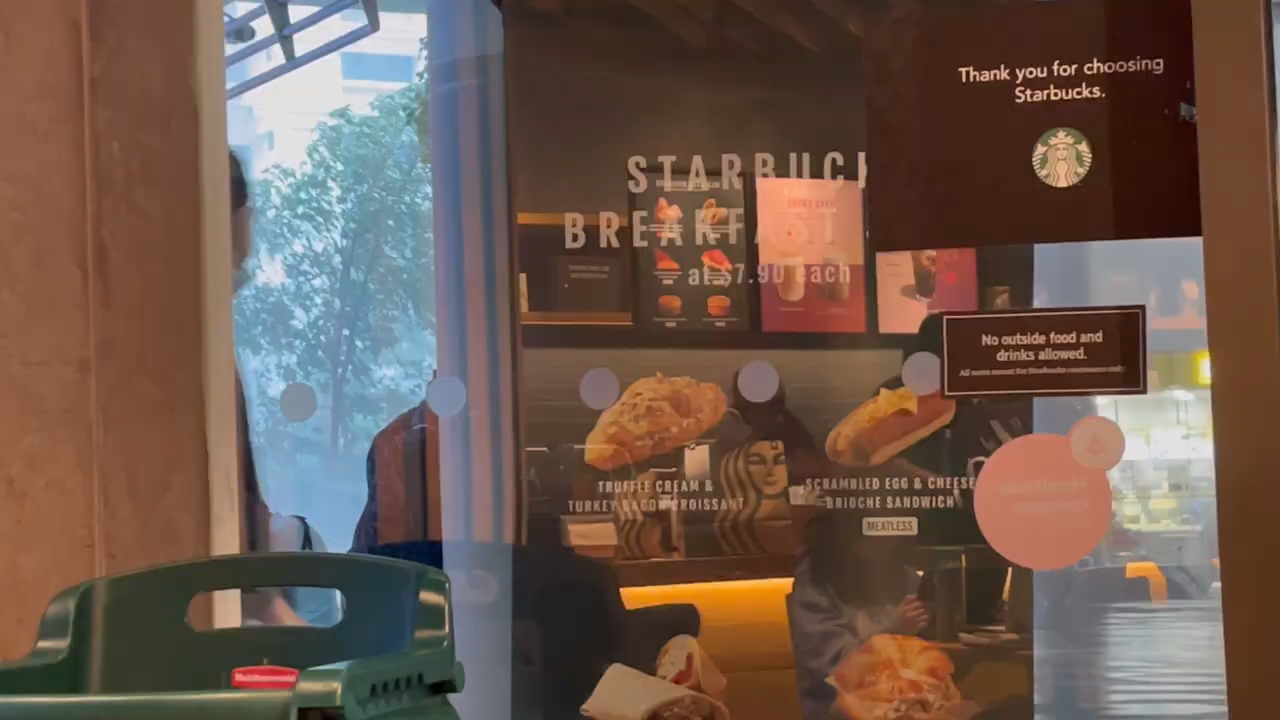 Thank you for choosing
Starbucks.
STARBUCK
BREAKFAST
at $7.90 each
No outside food and
drinks allowed.
TRUFFLE CREAM &
TURKEY BACON CROISSANT
SCRAMBLED EGG & CHEESE
BRIOCHE SANDWICH
MEATLESS
Rubbermaid